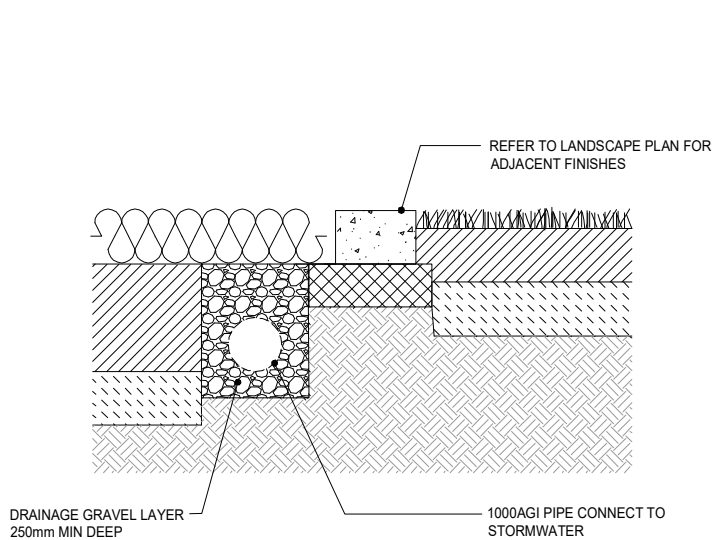 REFER TO LANDSCAPE PLAN FOR
ADJACENT FINISHES
DRAINAGE GRAVEL LAYER
250mm MIN DEEP
1000AGI PIPE CONNECT TO
STORMWATER